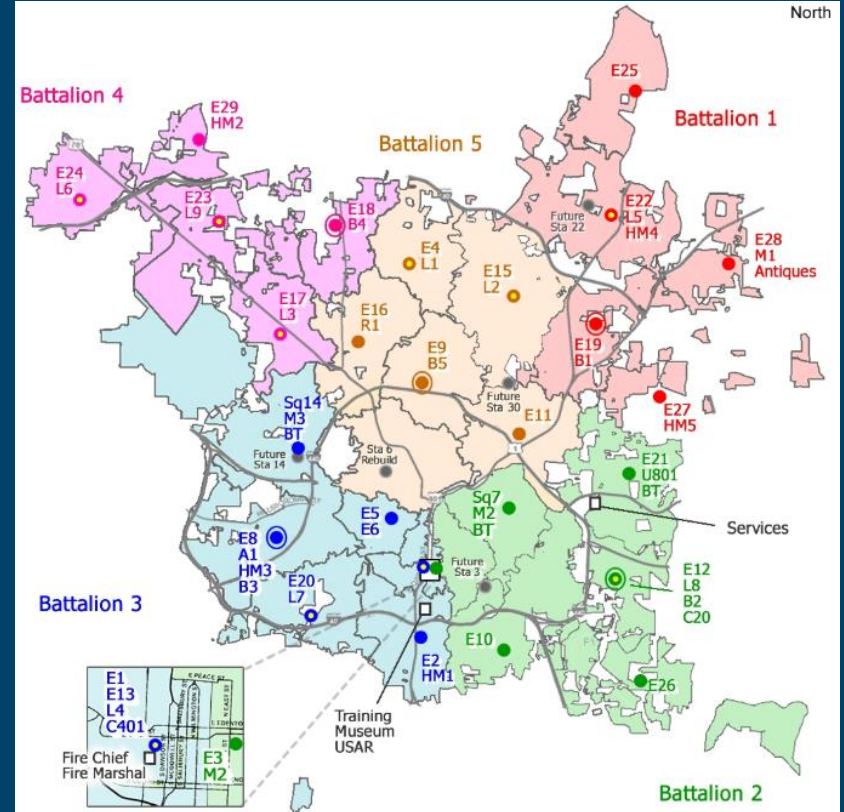 North
Battalion 4
E29
HM2
E25
Battalion 1
Battalion 5
E24
L6
E23
L9
E18
B4
Future
Sta 22
E22
L5
HM4
E4
L1
E28
M1
Antiques
E15
L2
E17
L3
E16
R1
E9
B5
E19
B1
Future
Sta 30
E27
HM5
Sq14
M3
BT
Future
Sta 14
Sta 6
Rebuild
E11
E21
U801
BT
Sq7
M2
BT
E5
E6
Services
E8
A1
HM3
B3
E20
L7
Future
Sta 3
E12
L8
B2
C20
Battalion 3
E10
E2
HM1
E26
Training
Museum
USAR
E1
E13
L4
C401
Fire Chief
Fire Marshal
E PEACE ST
E3
M2
Battalion 2